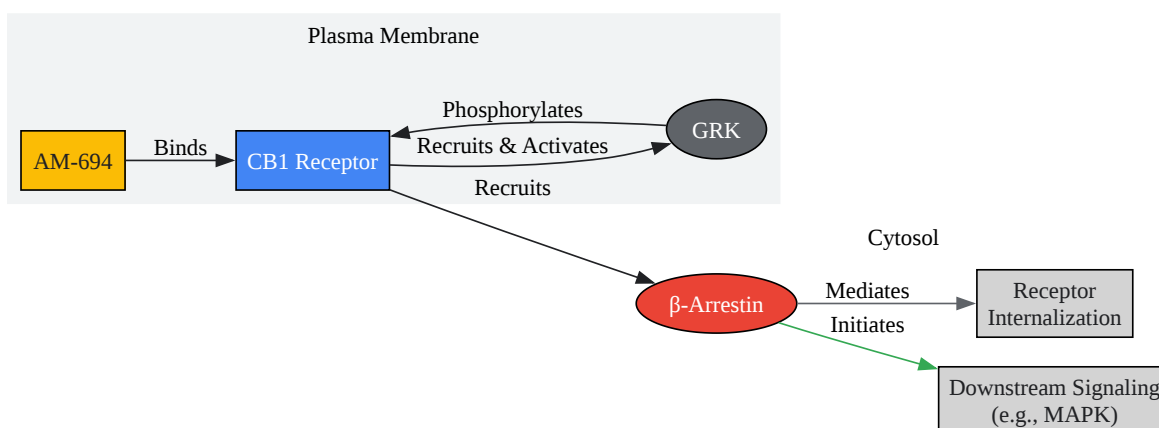 Plasma Membrane
AM-694
Binds
CB1 Receptor
Phosphorylates
Recruits & Activates
GRK
Recruits
Cytosol
β-Arrestin
Mediates
Initiates
Receptor
Internalization
Downstream Signaling
(e.g., MAPK)